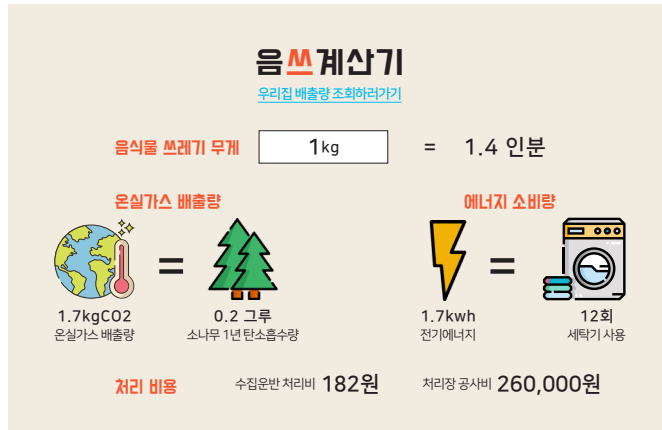 음쓰계산기
우리집 배출량 조회하러가기
음식물 쓰레기 무게 1kg = 1.4 인분
온실가스 배출량 에너지 소비량
= =
1.7kgCO2 0.2 그루 1.7kwh 12회
온실가스 배출량 소나무 1년 탄소흡수량 전기에너지 세탁기 사용
처리 비용 수집운반 처리비 182원 처리장 공사비 260,000원